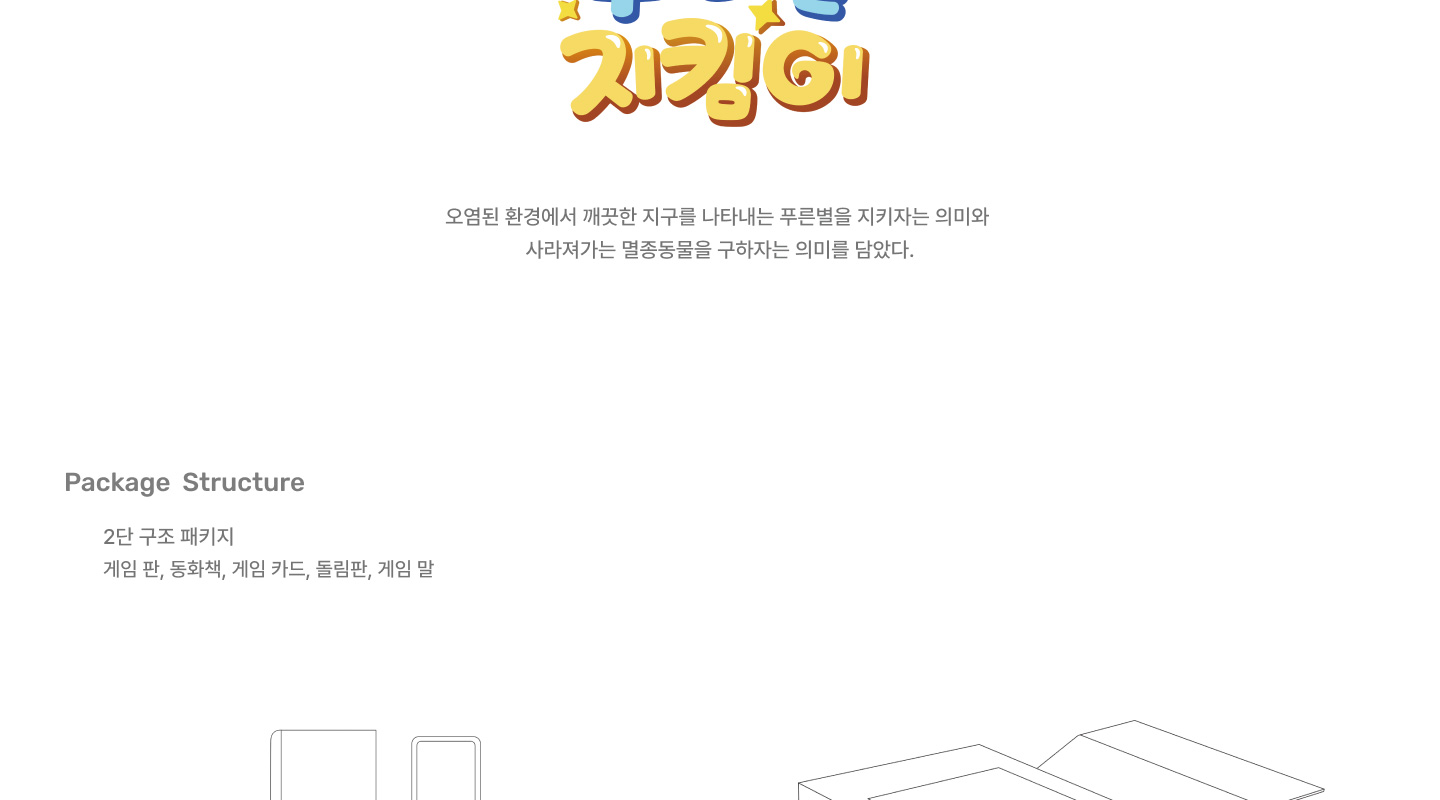 지킴이
오염된 환경에서 깨끗한 지구를 나타내는 푸른별을 지키자는 의미와
사라져가는 멸종동물을 구하자는 의미를 담았다.
Package Structure
2단 구조 패키지
게임 판, 동화책, 게임 카드, 돌림판, 게임 말